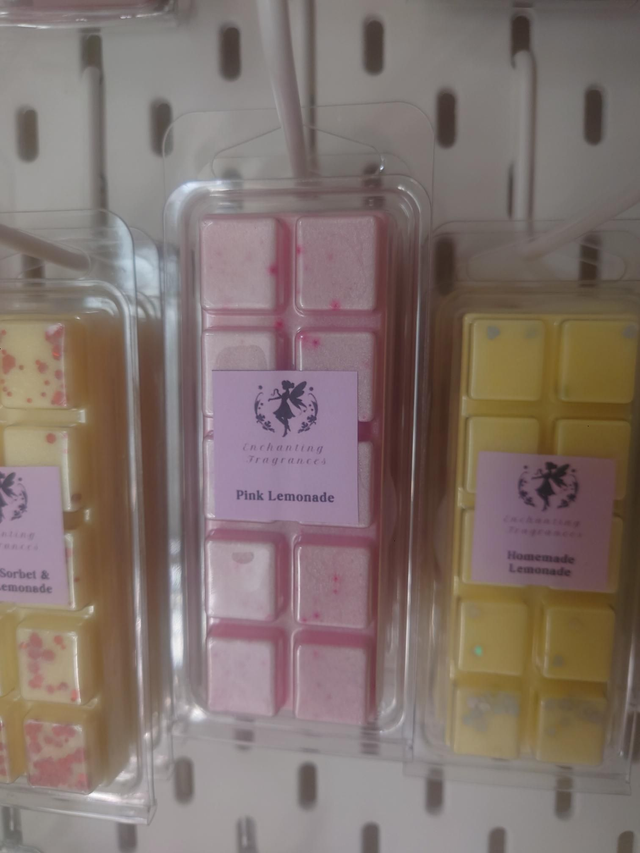 Sorbet &
Lemonade
Enchanting
Fragrances
Pink Lemonade
Enchanting
Fragrances
Homemade
Lemonade